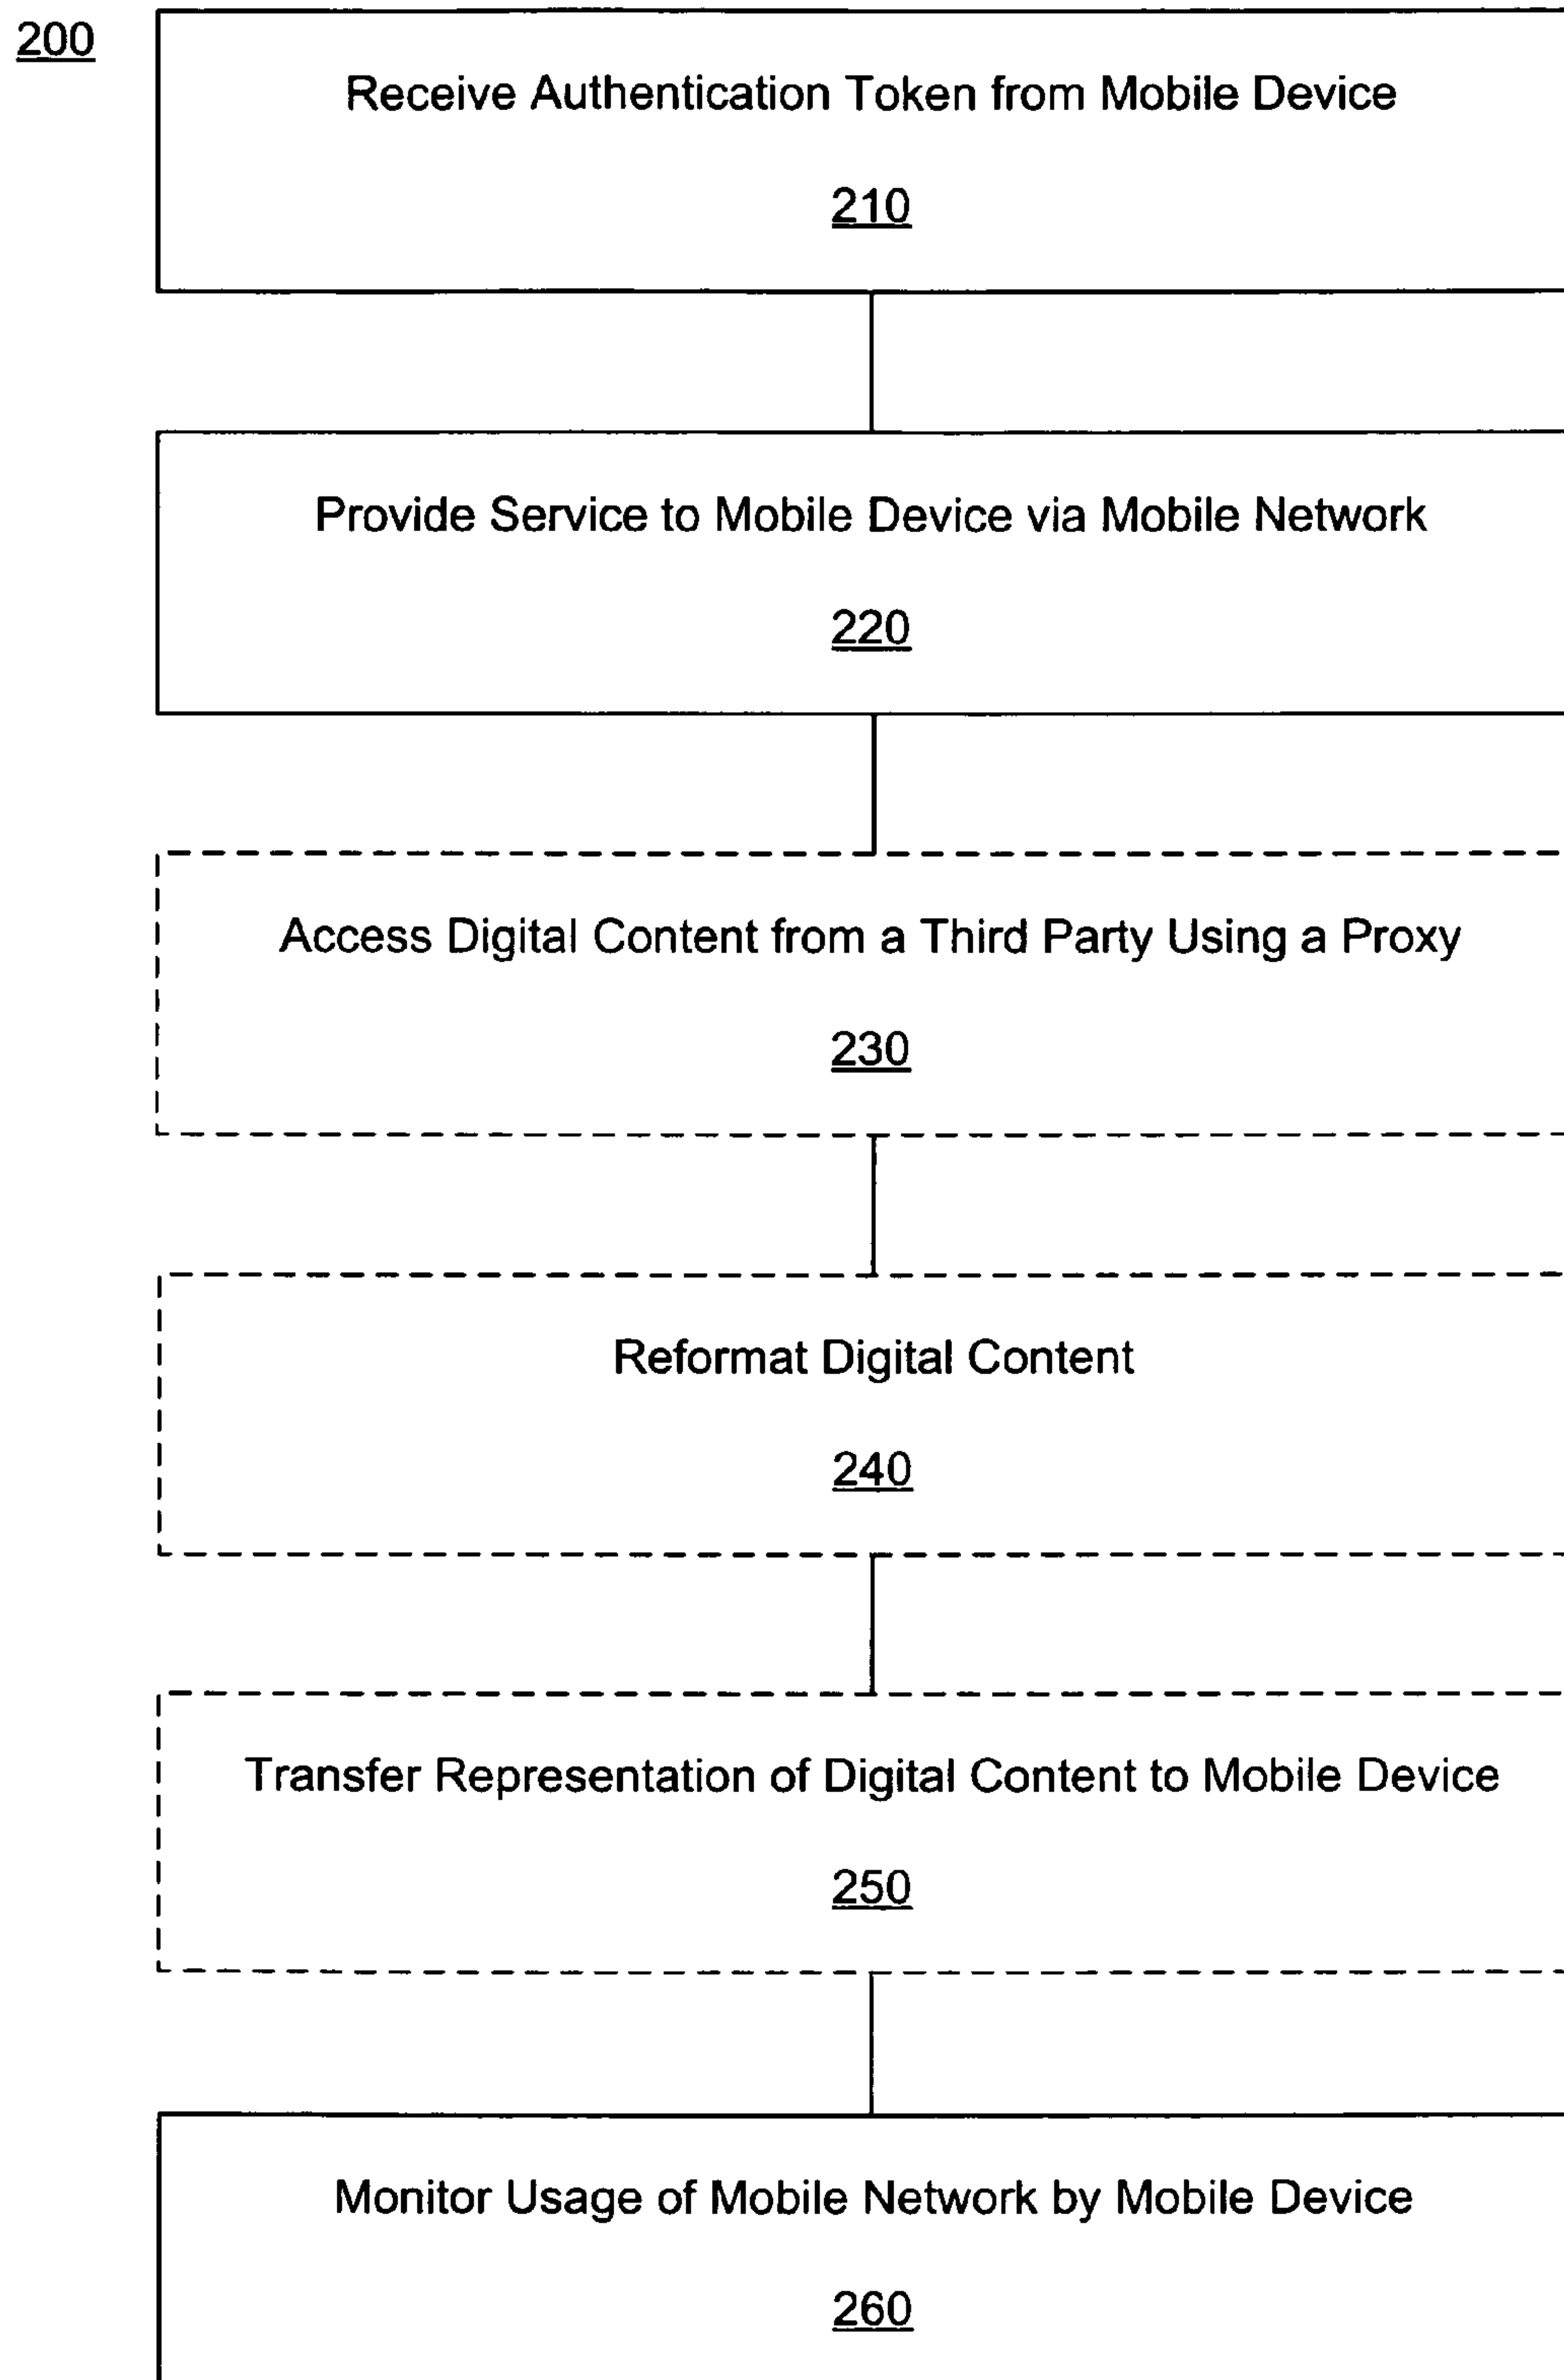 200
Receive Authentication Token from Mobile Device
210
Provide Service to Mobile Device via Mobile Network
220
Access Digital Content from a Third Party Using a Proxy
230
Reformat Digital Content
240
Transfer Representation of Digital Content to Mobile Device
250
Monitor Usage of Mobile Network by Mobile Device
260